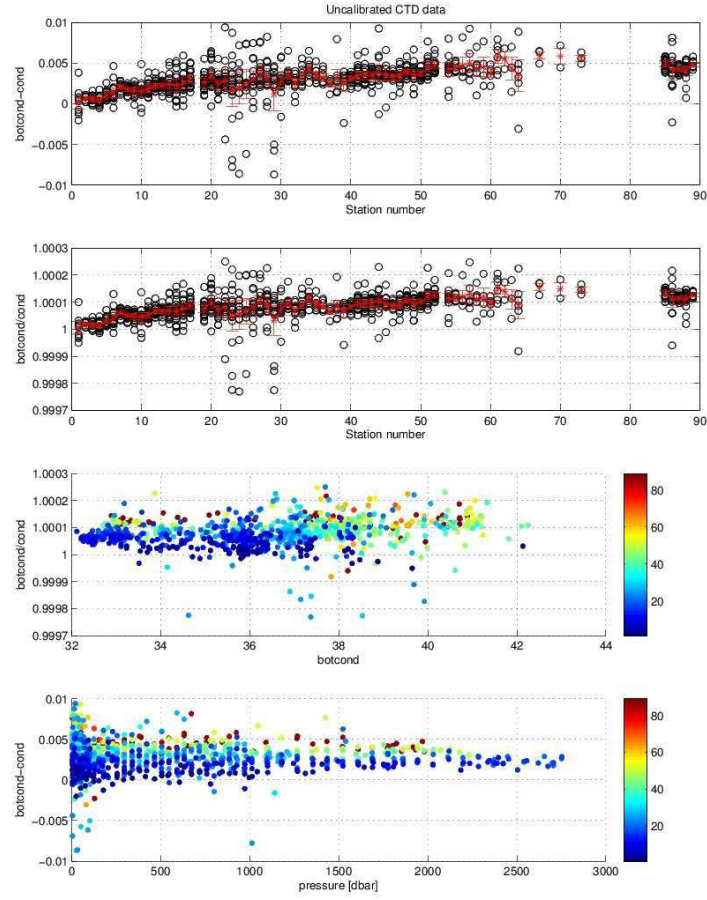 Uncalibrated CTD data
0.01
0.005
0
−0.005
−0.01
botcond−cond
0 10 20 30 40 50 60 70 80 90
Station number
1.0003
1.0002
1.0001
1
0.9999
0.9998
0.9997
botcond/cond
0 10 20 30 40 50 60 70 80 90
Station number
1.0003
1.0002
1.0001
1
0.9999
0.9998
0.9997
botcond/cond
32 34 36 38 40 42 44
botcond
80
60
40
20
0.01
0.005
0
−0.005
−0.01
botcond−cond
0 500 1000 1500 2000 2500 3000
pressure [dbar]
80
60
40
20